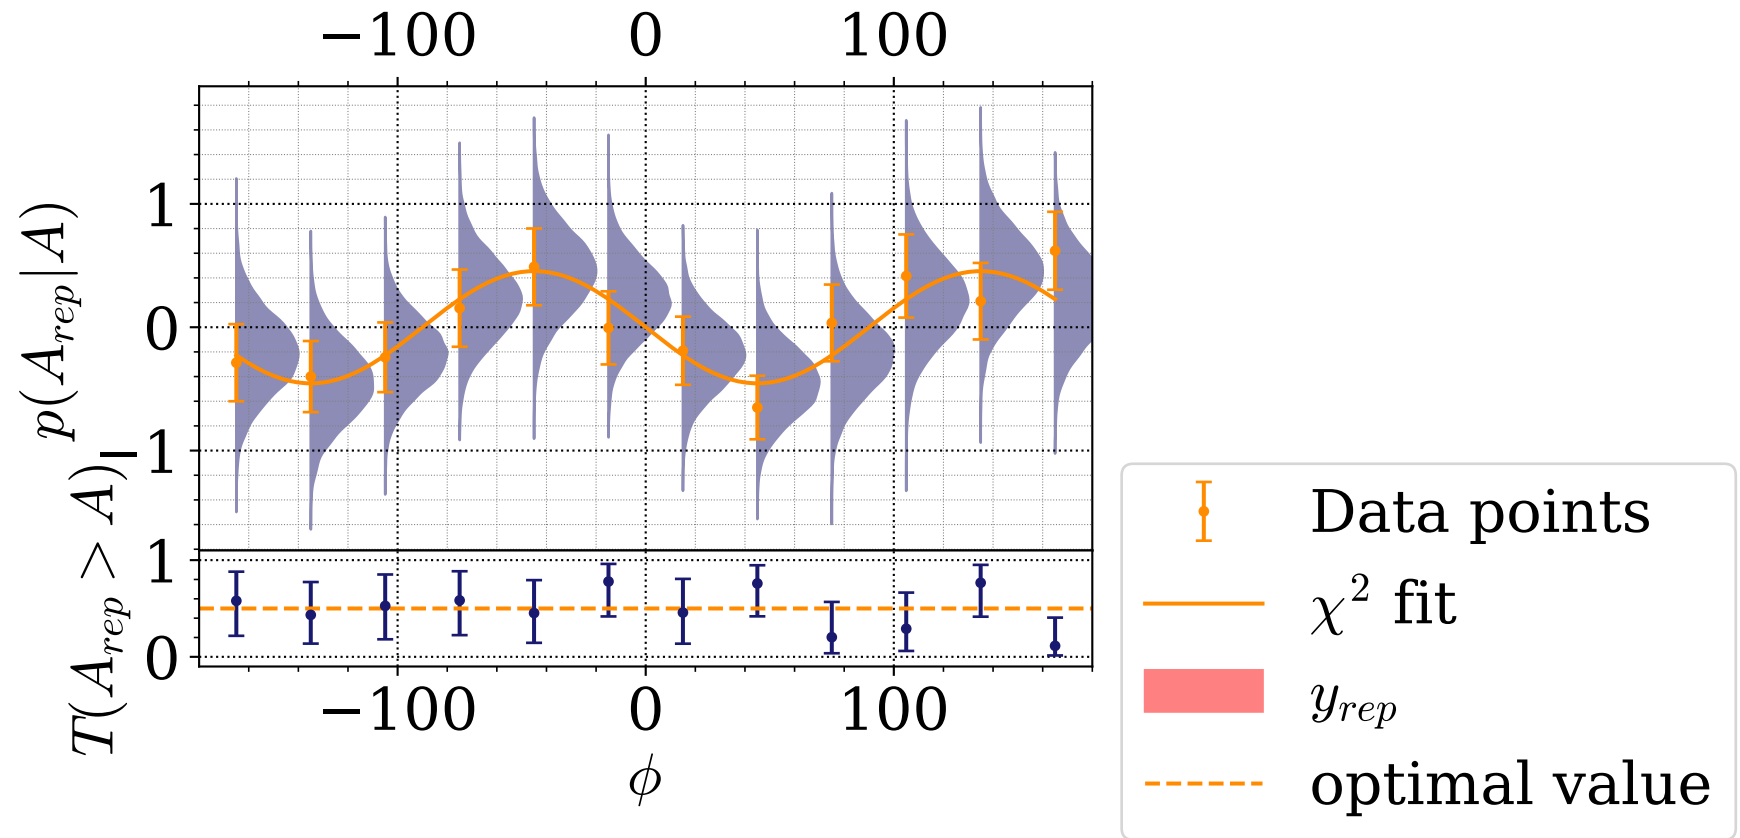 −100 0 100
p(A_rep|A)
1
0
−1
T(A_rep > A)
1
0
−100 0 100
ϕ
Data points
χ² fit
y_rep
optimal value